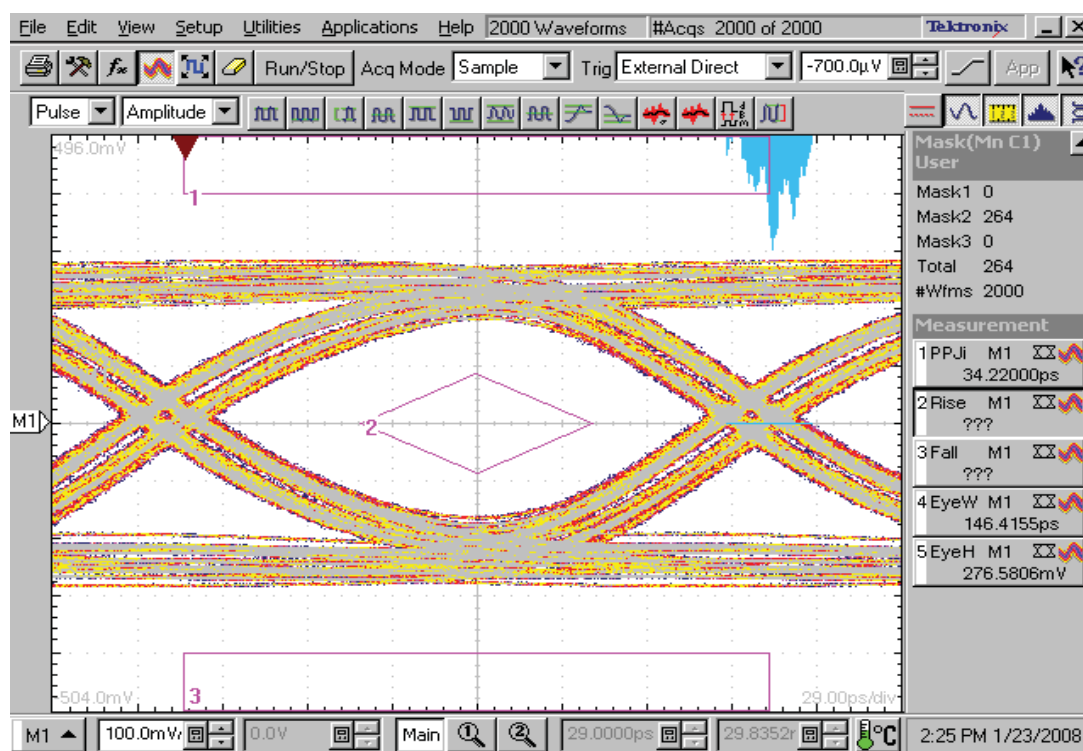 File Edit View Setup Utilities Applications Help 2000 Waveforms #Acqs 2000 of 2000 Tektronix
Run/Stop Acq Mode Sample Trig External Direct -700.0µV App
Pulse Amplitude
496.0mV
1
M1
2
3
-504.0mV 29.00ps/div
Mask(Mn C1)
User
Mask1 0
Mask2 264
Mask3 0
Total 264
#Wfms 2000
Measurement
1 PPJi M1
34.22000ps
2 Rise M1
???
3 Fall M1
???
4 EyeW M1
146.4155ps
5 EyeH M1
276.5806mV
M1 100.0mV/ 0.0V Main 1 2 29.0000ps 29.8352r °C 2:25 PM 1/23/2008